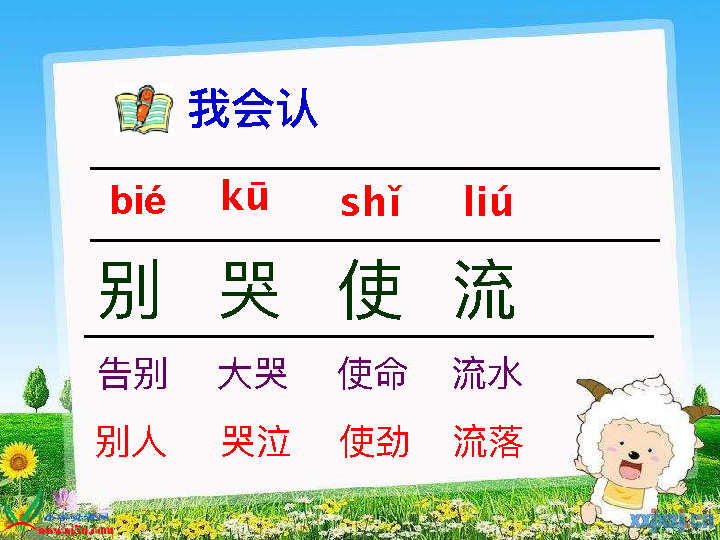 我会认
bié kū shǐ liú
别 哭 使 流
告别 大哭 使命 流水
别人 哭泣 使劲 流落